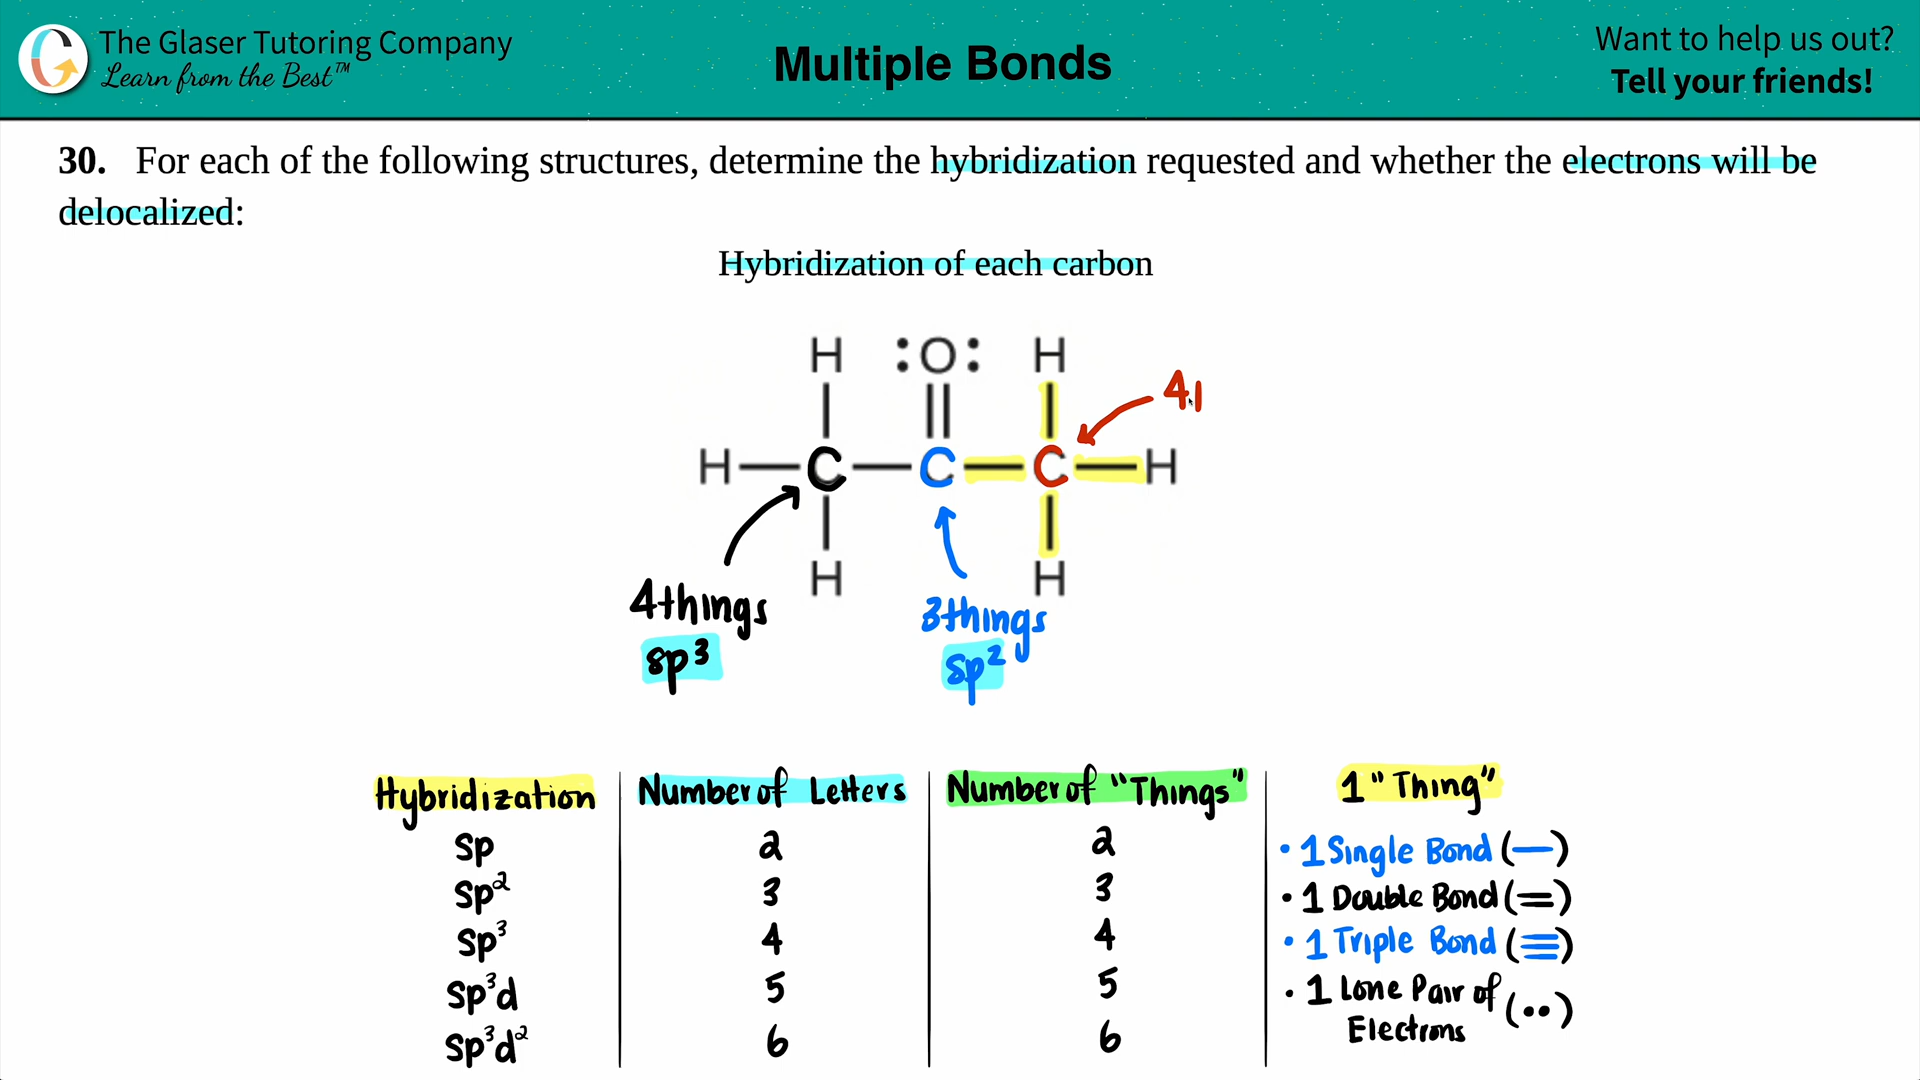 The Glaser Tutoring Company
Learn from the Best™
Multiple Bonds
Want to help us out?
Tell your friends!
30. For each of the following structures, determine the hybridization requested and whether the electrons will be
delocalized:
Hybridization of each carbon
H :O: H
41
H C C C H
H H
4things
sp³
3things
sp²
Hybridization Number of Letters Number of "Things" 1 "Thing"
sp 2 2 • 1 Single Bond (—)
sp² 3 3 • 1 Double Bond (=)
sp³ 4 4 • 1 Triple Bond (≡)
sp³d 5 5 • 1 Lone Pair of (••)
Electrons
sp³d² 6 6